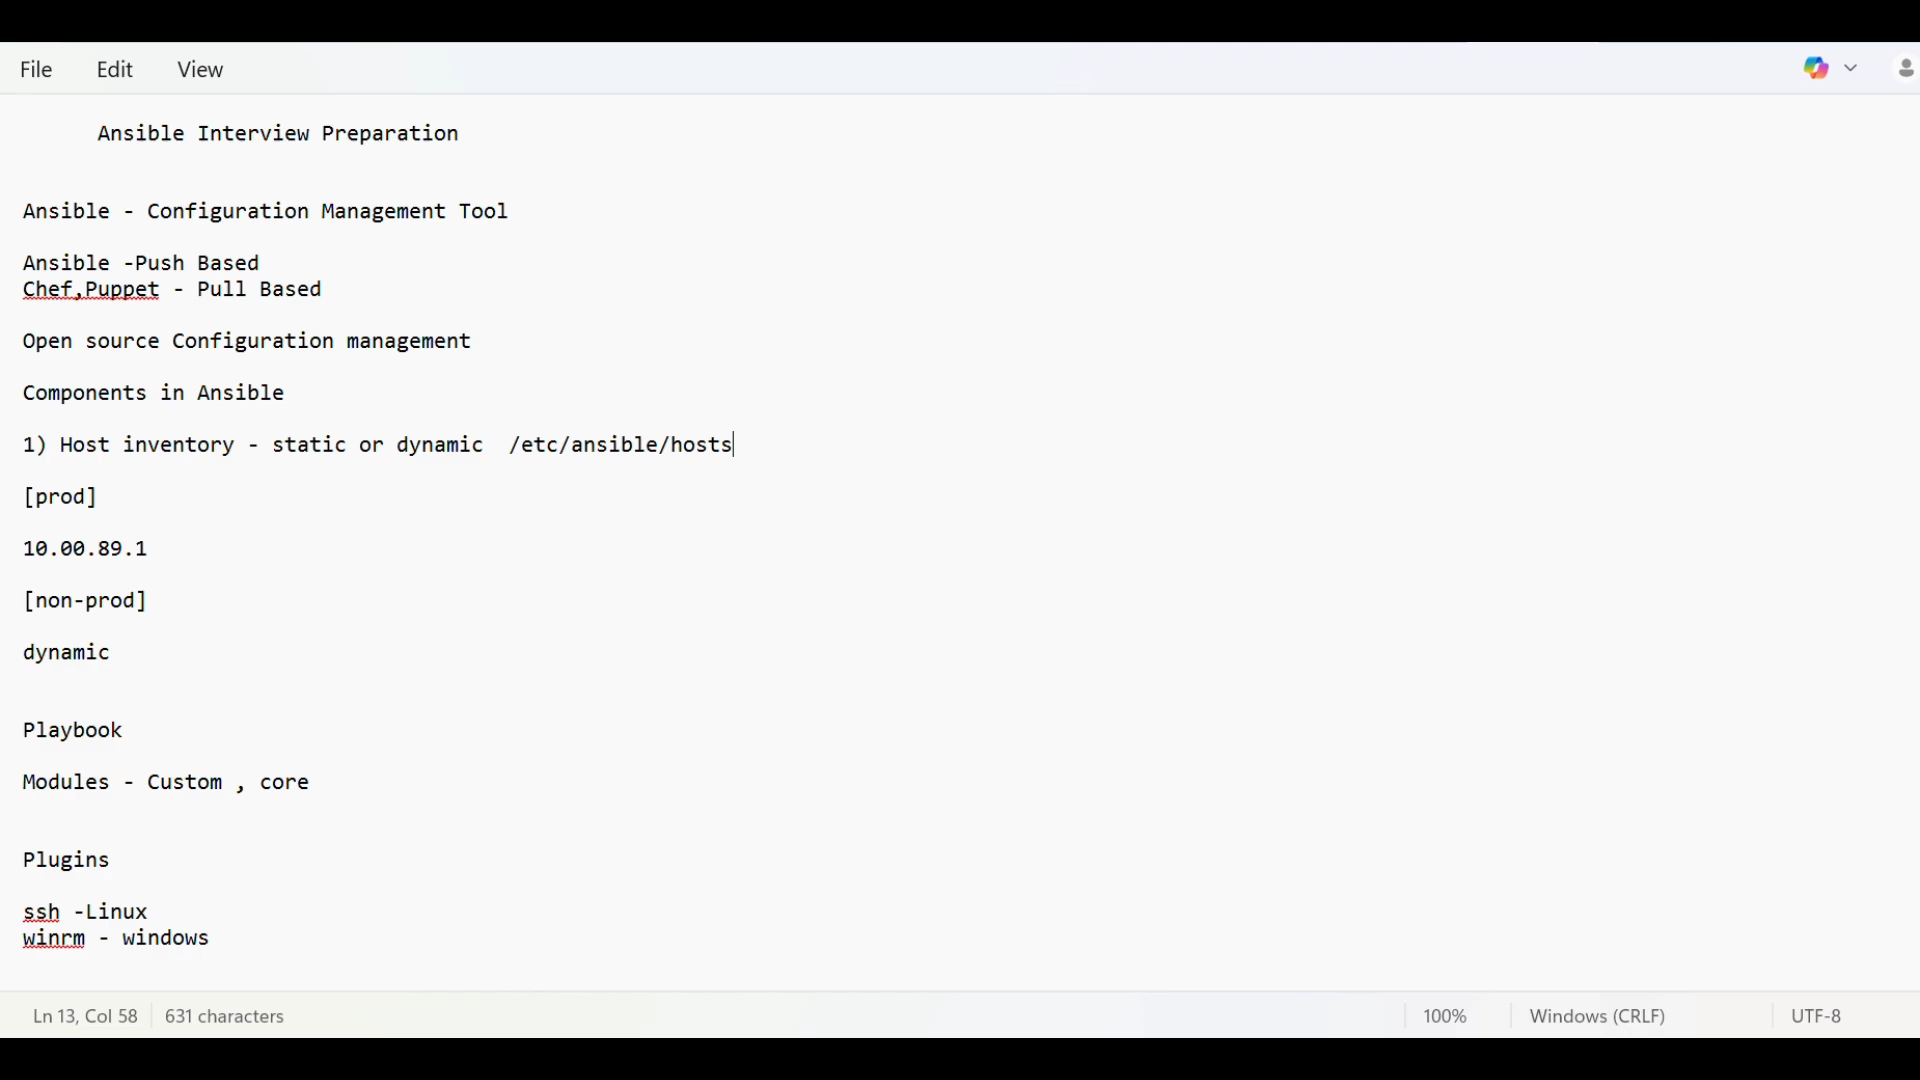 File Edit View
Ansible Interview Preparation
Ansible - Configuration Management Tool
Ansible -Push Based
Chef,Puppet - Pull Based
Open source Configuration management
Components in Ansible
1) Host inventory - static or dynamic  /etc/ansible/hosts
[prod]
10.00.89.1
[non-prod]
dynamic
Playbook
Modules - Custom , core
Plugins
ssh -Linux
winrm - windows
Ln 13, Col 58 631 characters 100% Windows (CRLF) UTF-8